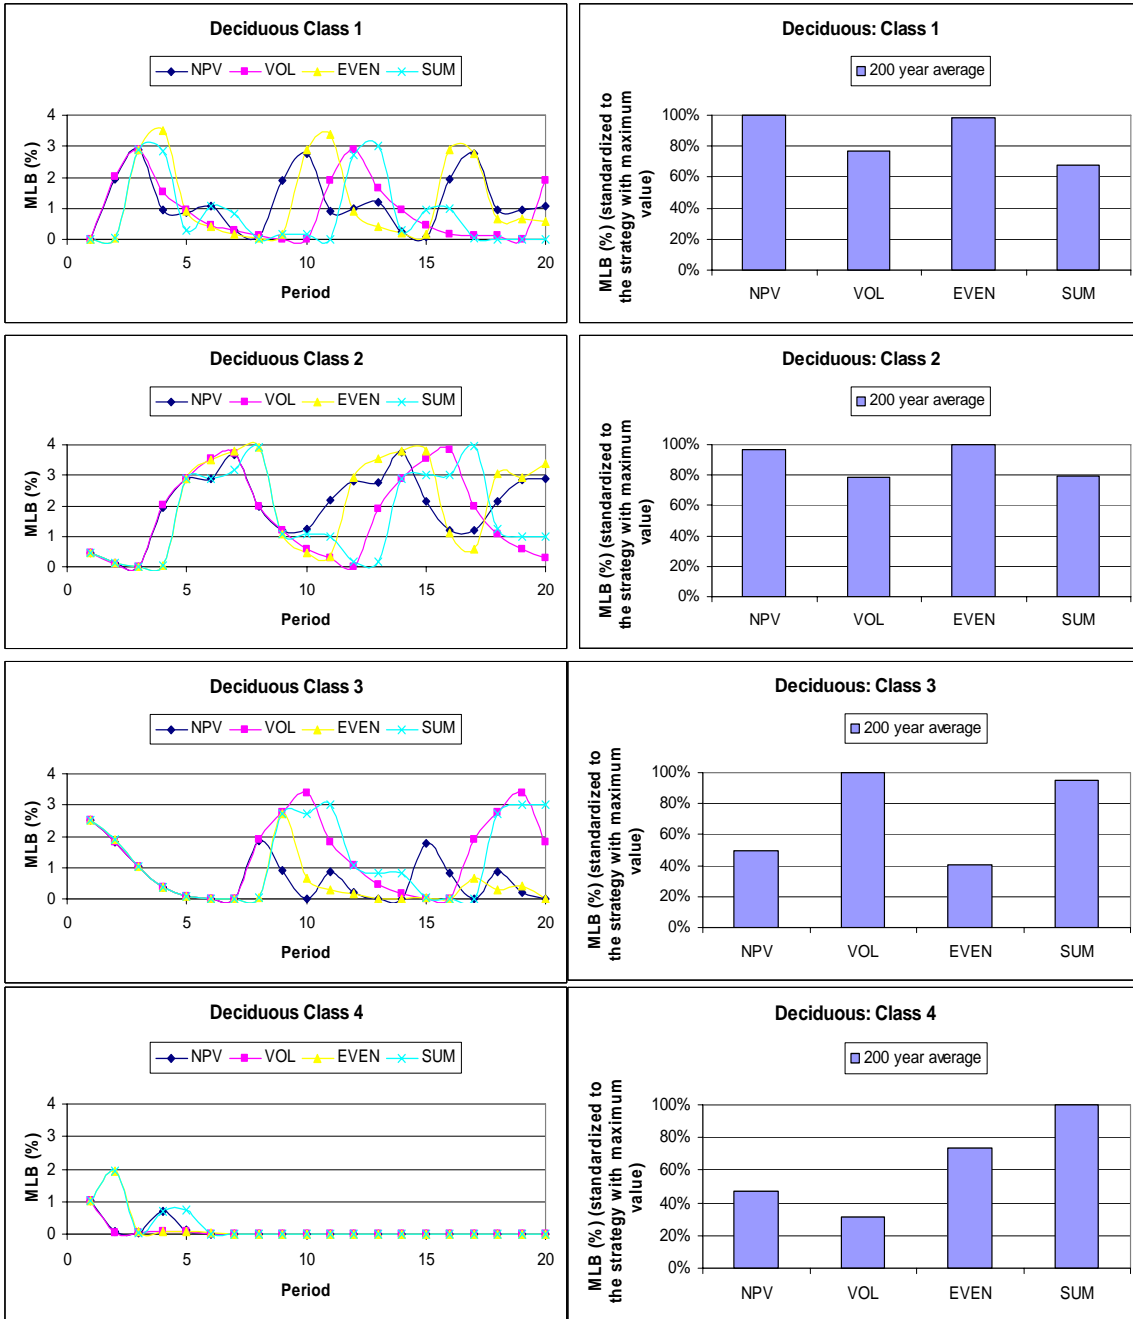 Deciduous Class 1
NPV VOL EVEN SUM
MLB (%)
4
3
2
1
0
0 5 10 15 20
Period
Deciduous: Class 1
200 year average
MLB (%) (standardized to
the strategy with maximum
value)
100%
80%
60%
40%
20%
0%
NPV VOL EVEN SUM
Deciduous Class 2
NPV VOL EVEN SUM
MLB (%)
4
3
2
1
0
0 5 10 15 20
Period
Deciduous: Class 2
200 year average
MLB (%) (standardized to
the strategy with maximum
value)
100%
80%
60%
40%
20%
0%
NPV VOL EVEN SUM
Deciduous Class 3
NPV VOL EVEN SUM
MLB (%)
4
3
2
1
0
0 5 10 15 20
Period
Deciduous: Class 3
200 year average
MLB (%) (standardized to
the strategy with maximum
value)
100%
80%
60%
40%
20%
0%
NPV VOL EVEN SUM
Deciduous Class 4
NPV VOL EVEN SUM
MLB (%)
4
3
2
1
0
0 5 10 15 20
Period
Deciduous: Class 4
200 year average
MLB (%) (standardized to
the strategy with maximum
value)
100%
80%
60%
40%
20%
0%
NPV VOL EVEN SUM